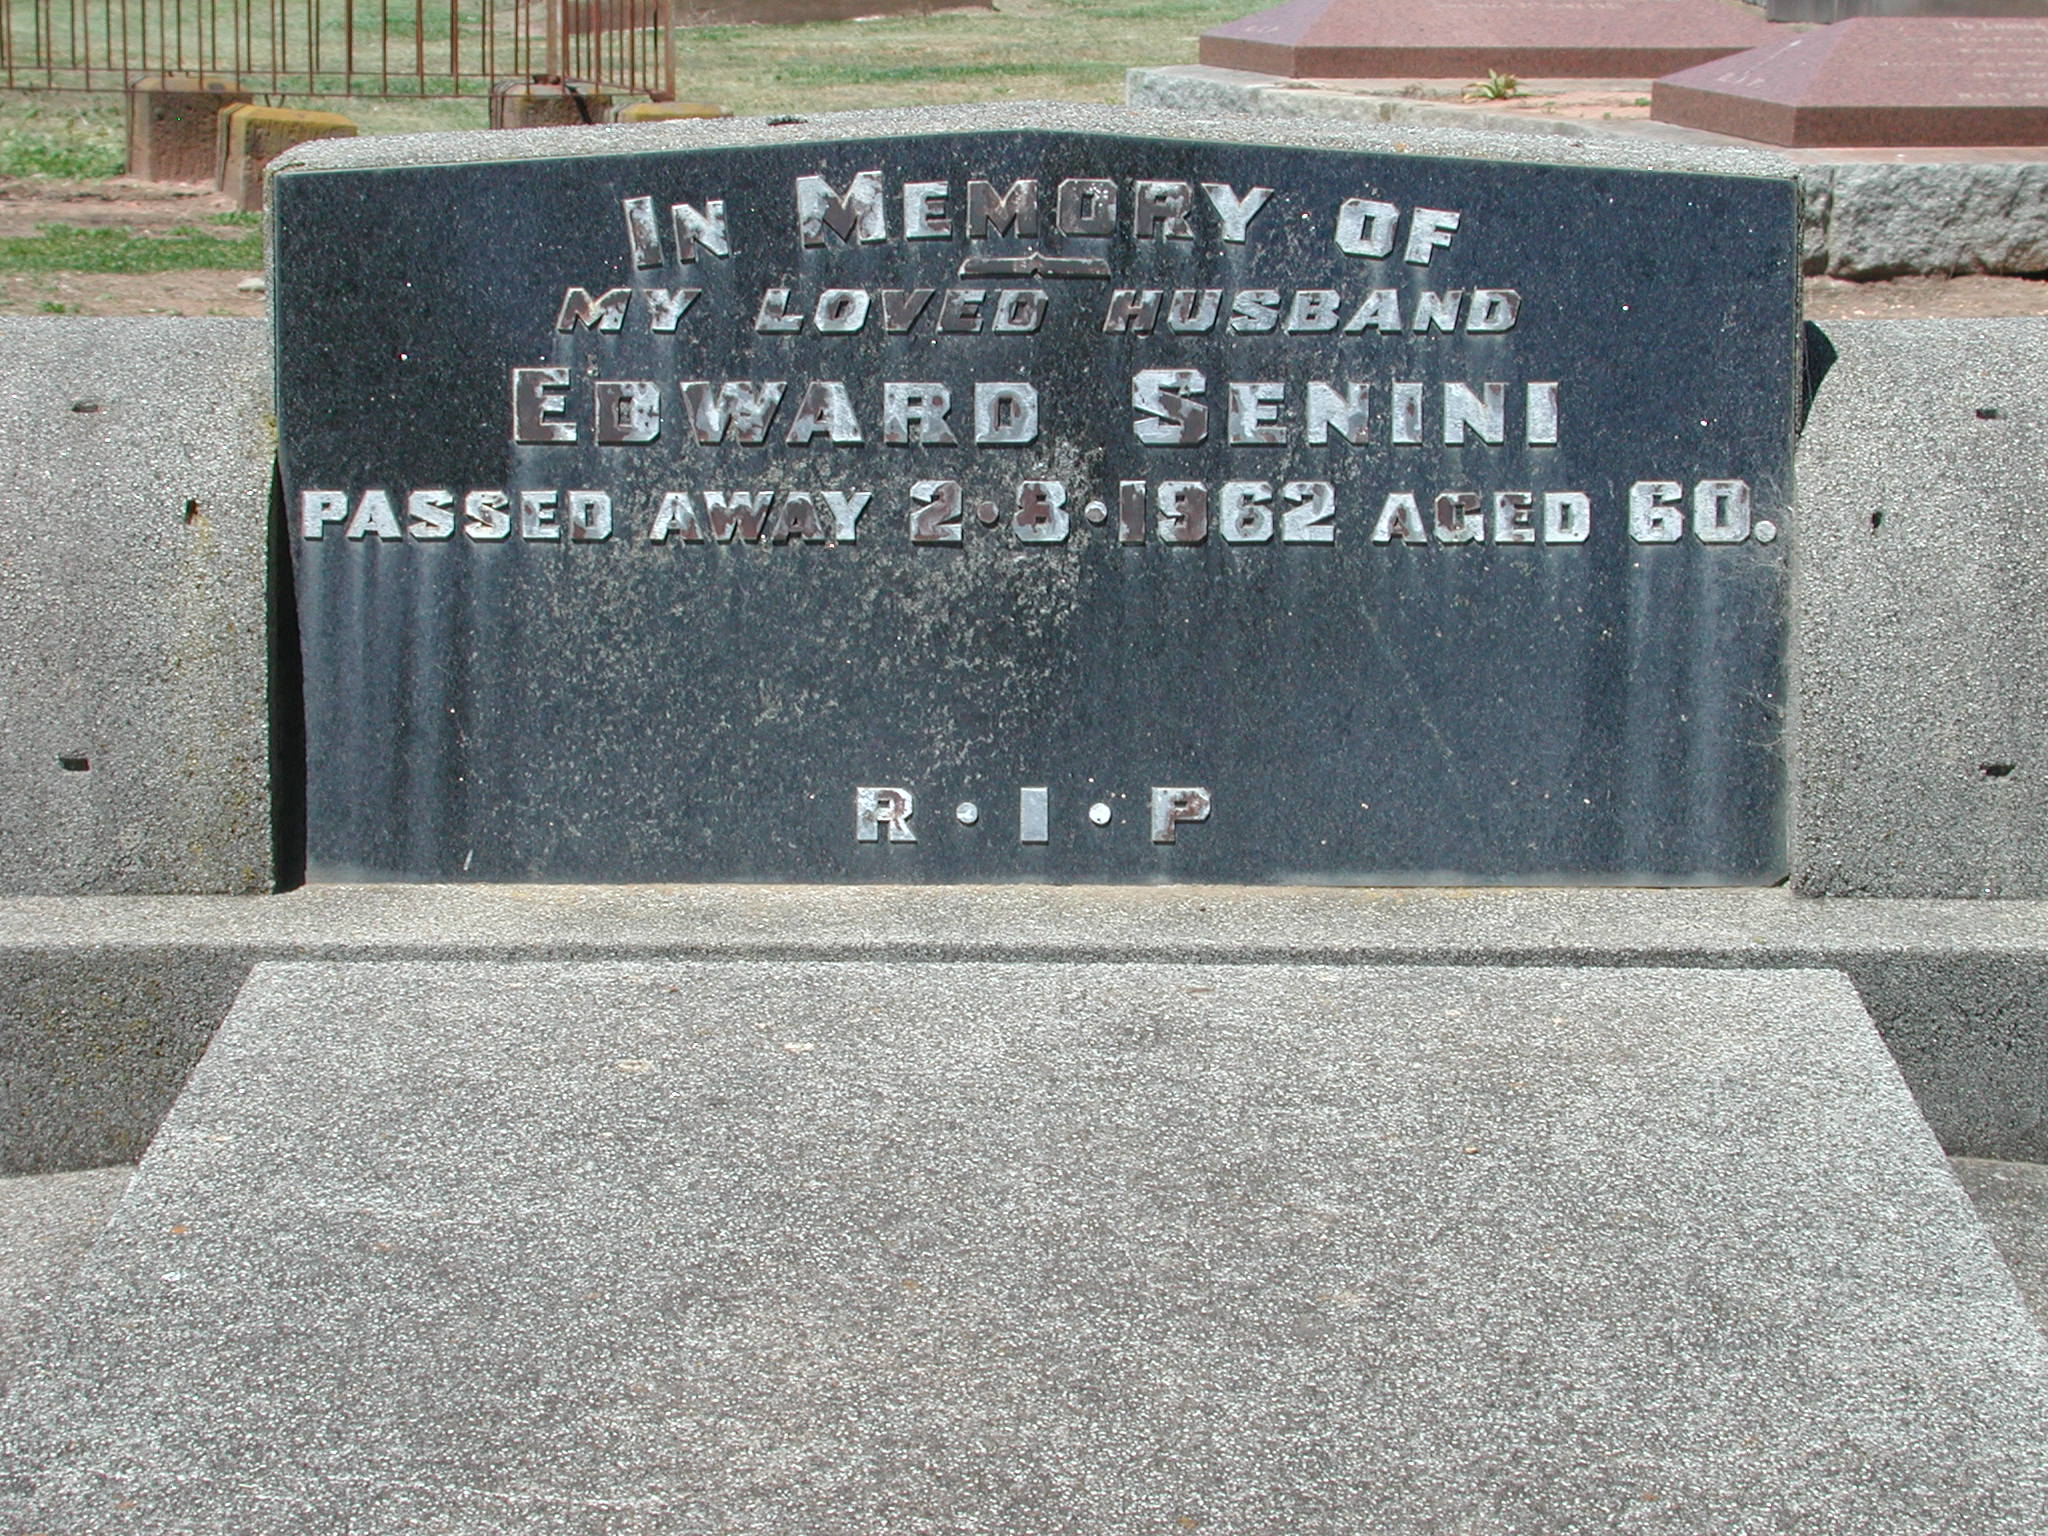 IN MEMORY OF
MY LOVED HUSBAND
EDWARD SENINI
PASSED AWAY 2·8·1962 AGED 60.
R·I·P